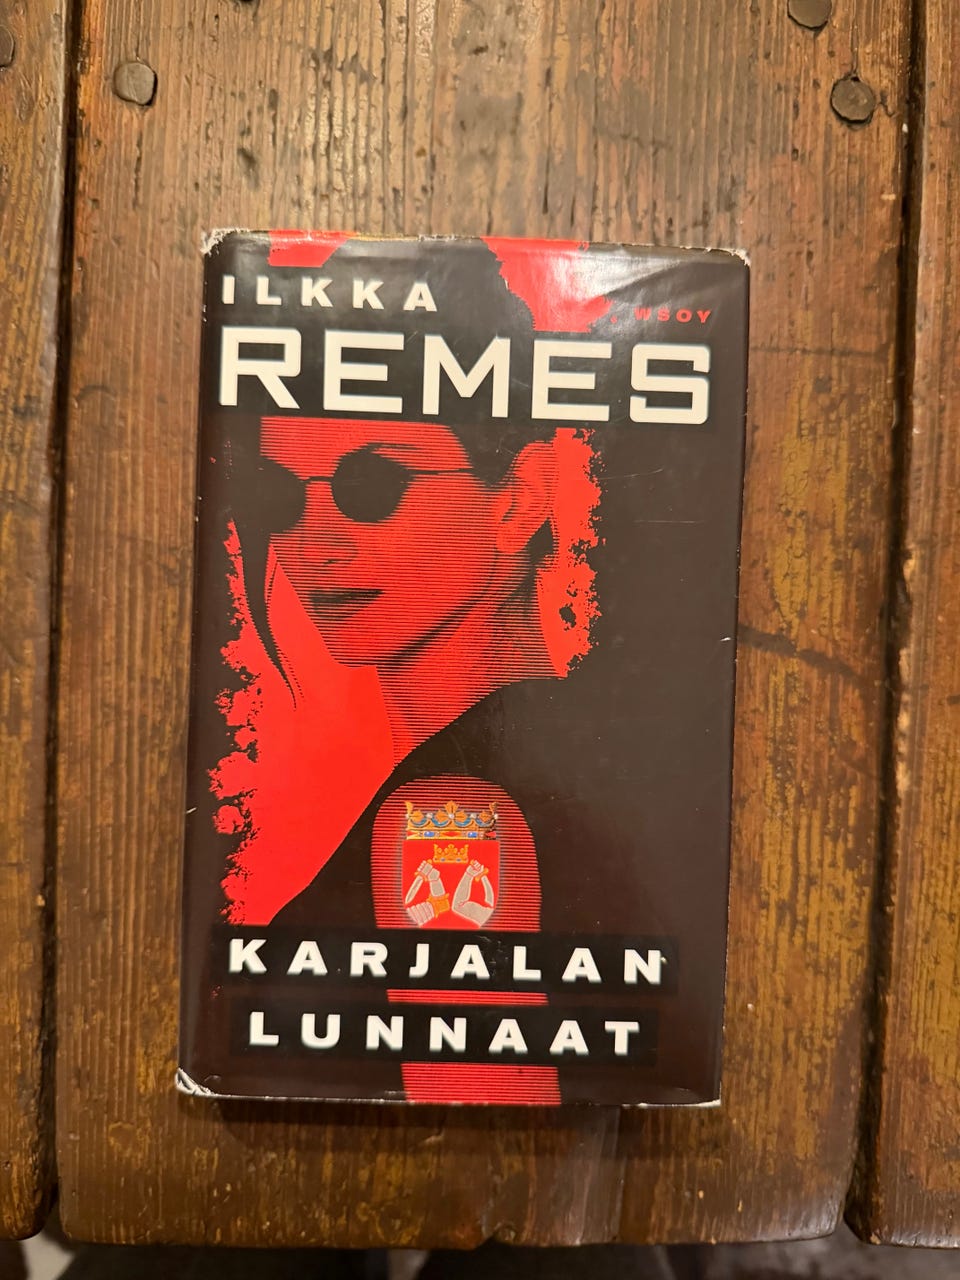 ILKKA
WSOY
REMES
KARJALAN
LUNNAAT